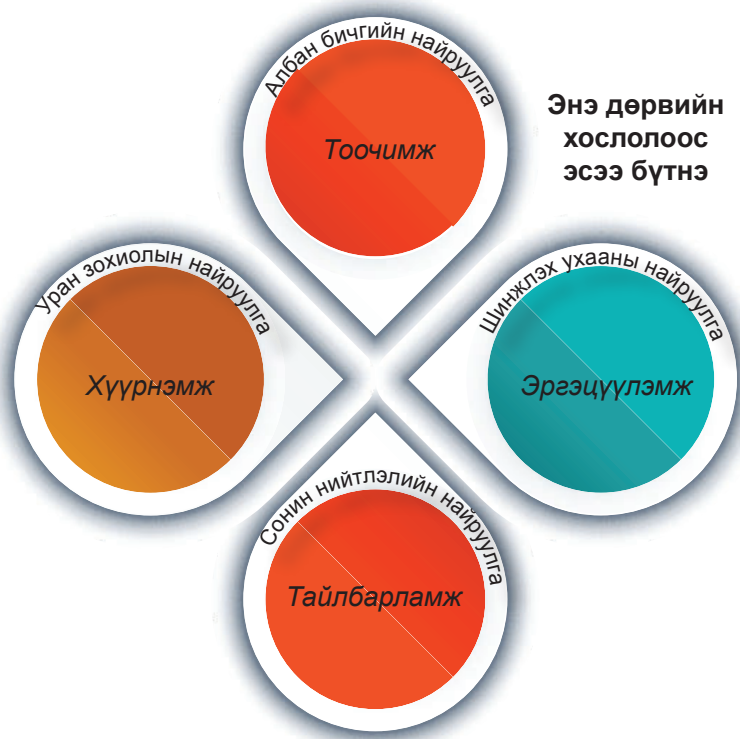 Албан бичгийн найруулга
Тоочимж
Энэ дөрвийн
хослолоос
эсээ бүтнэ
Уран зохиолын найруулга
Хүүрнэмж
Шинжлэх ухааны найруулга
Эргэцүүлэмж
Сонин нийтлэлийн найруулга
Тайлбарламж